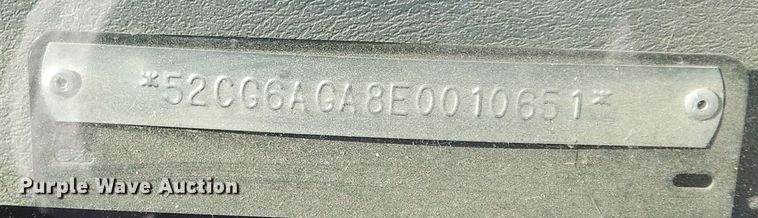 *52CG6AGA8E0010651*
Purple Wave Auction